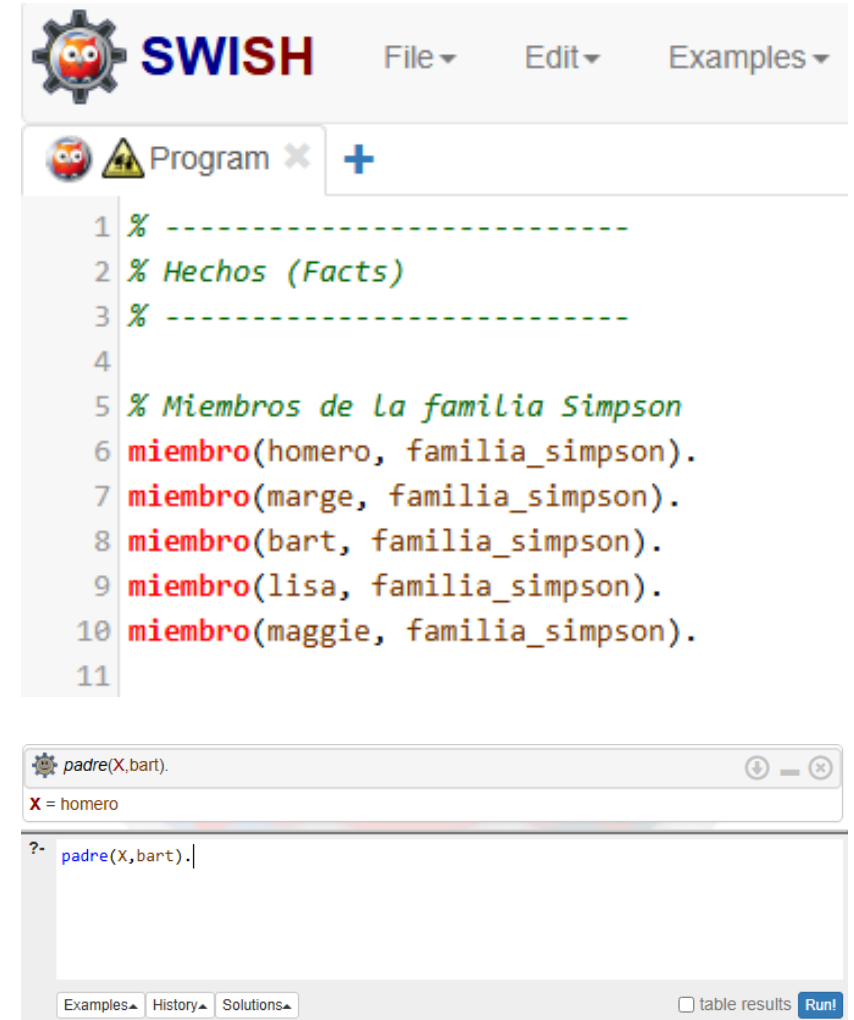 SWISH File Edit Examples
Program
1 % ---------------------------
2 % Hechos (Facts)
3 % ---------------------------
4
5 % Miembros de la familia Simpson
6 miembro(homero, familia_simpson).
7 miembro(marge, familia_simpson).
8 miembro(bart, familia_simpson).
9 miembro(lisa, familia_simpson).
10 miembro(maggie, familia_simpson).
11
padre(X,bart).
X = homero
?- padre(X,bart).
Examples History Solutions table results Run!